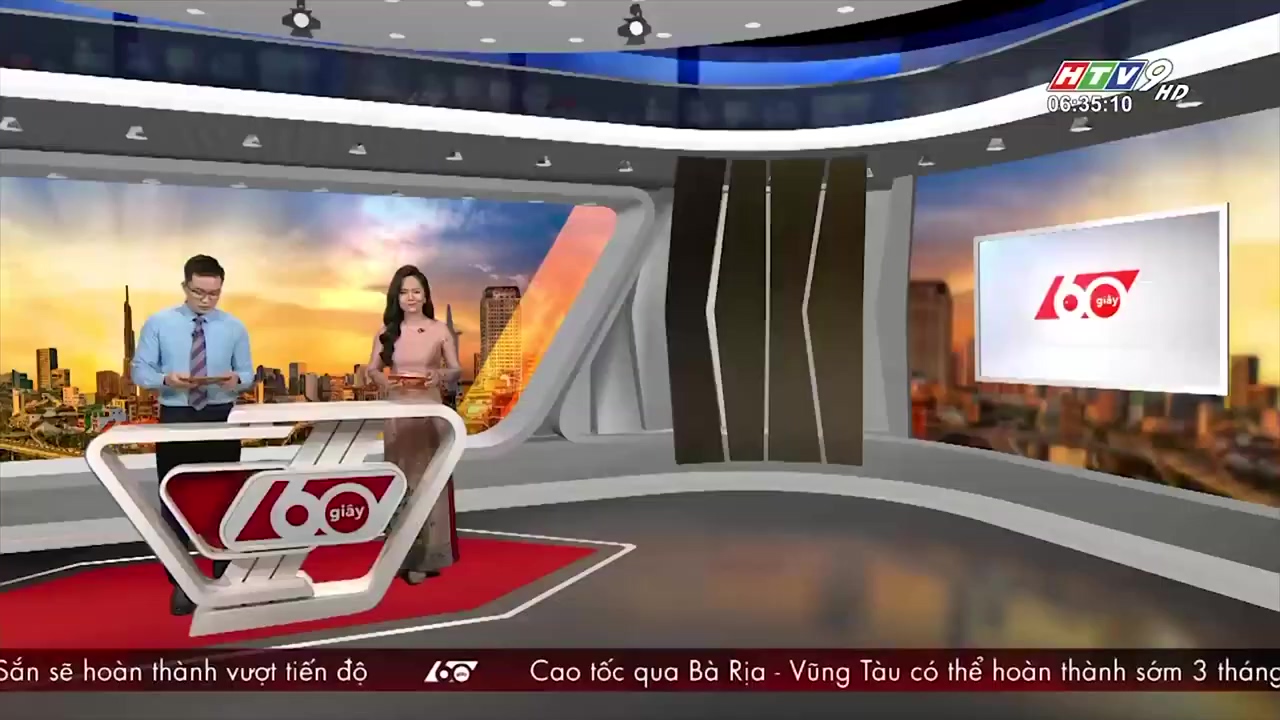 HTV9 HD
06:35:10
60 giây
60 giây
Sắn sẽ hoàn thành vượt tiến độ 60 giây Cao tốc qua Bà Rịa - Vũng Tàu có thể hoàn thành sớm 3 tháng